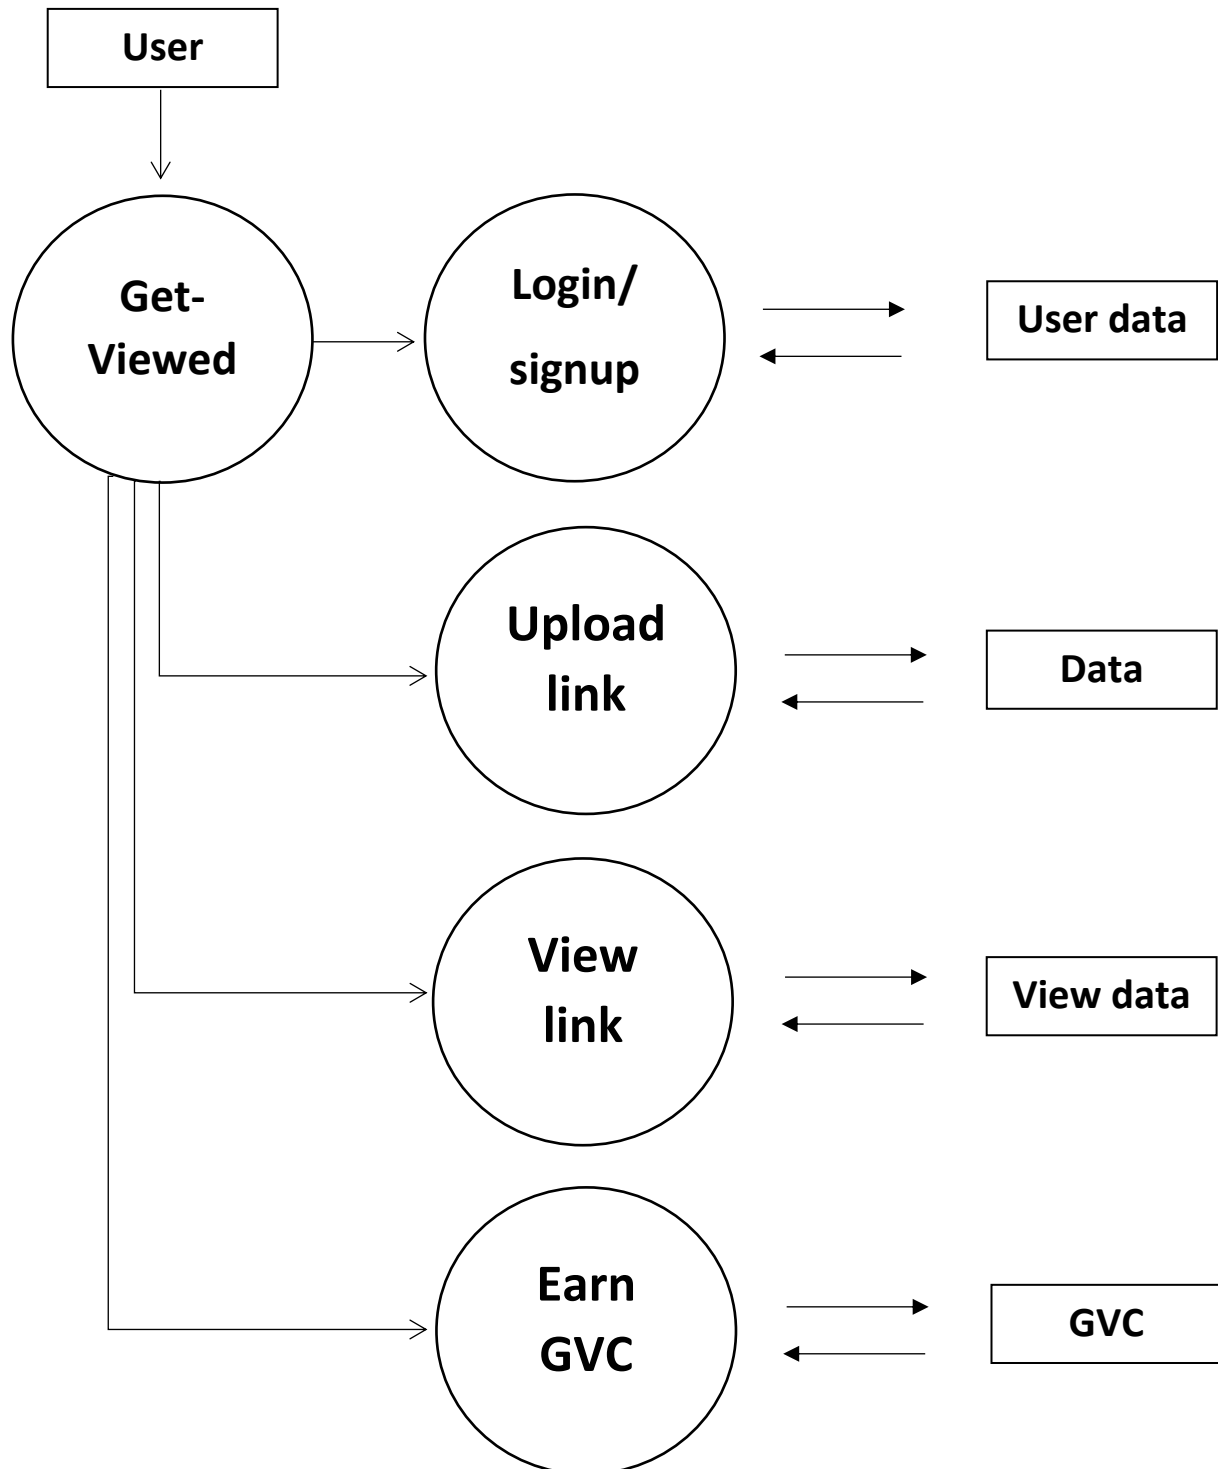 User
Get-
Viewed
Login/
signup
User data
Upload
link
Data
View
link
View data
Earn
GVC
GVC